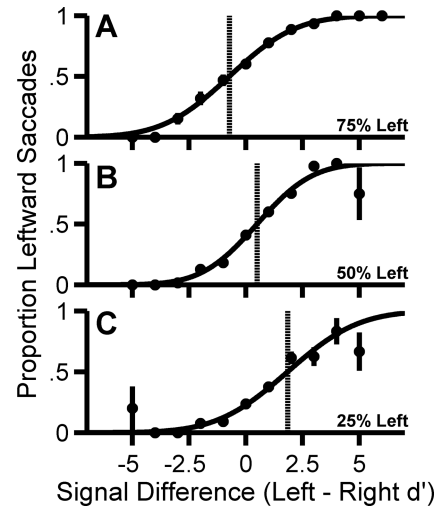 A
1
.5
0
75% Left
B
1
.5
0
50% Left
C
1
.5
0
25% Left
-5 -2.5 0 2.5 5
Signal Difference (Left - Right d')
Proportion Leftward Saccades